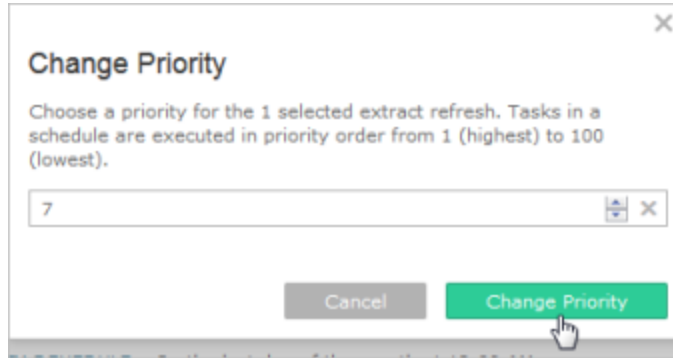 Change Priority
Choose a priority for the 1 selected extract refresh. Tasks in a
schedule are executed in priority order from 1 (highest) to 100
(lowest).
7
Cancel
Change Priority